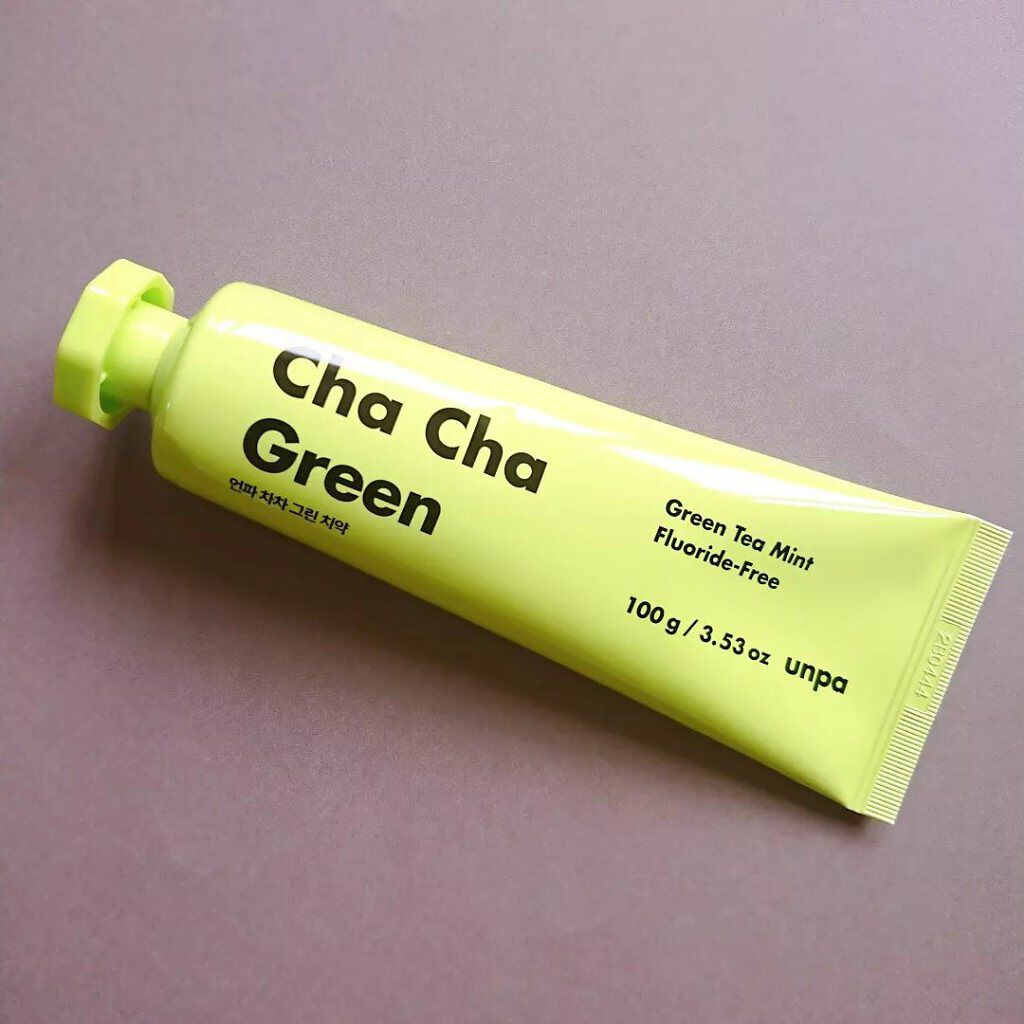 Cha Cha
Green
언파 차차 그린 치약
Green Tea Mint
Fluoride-Free
100 g / 3.53 oz unpa
2B0444